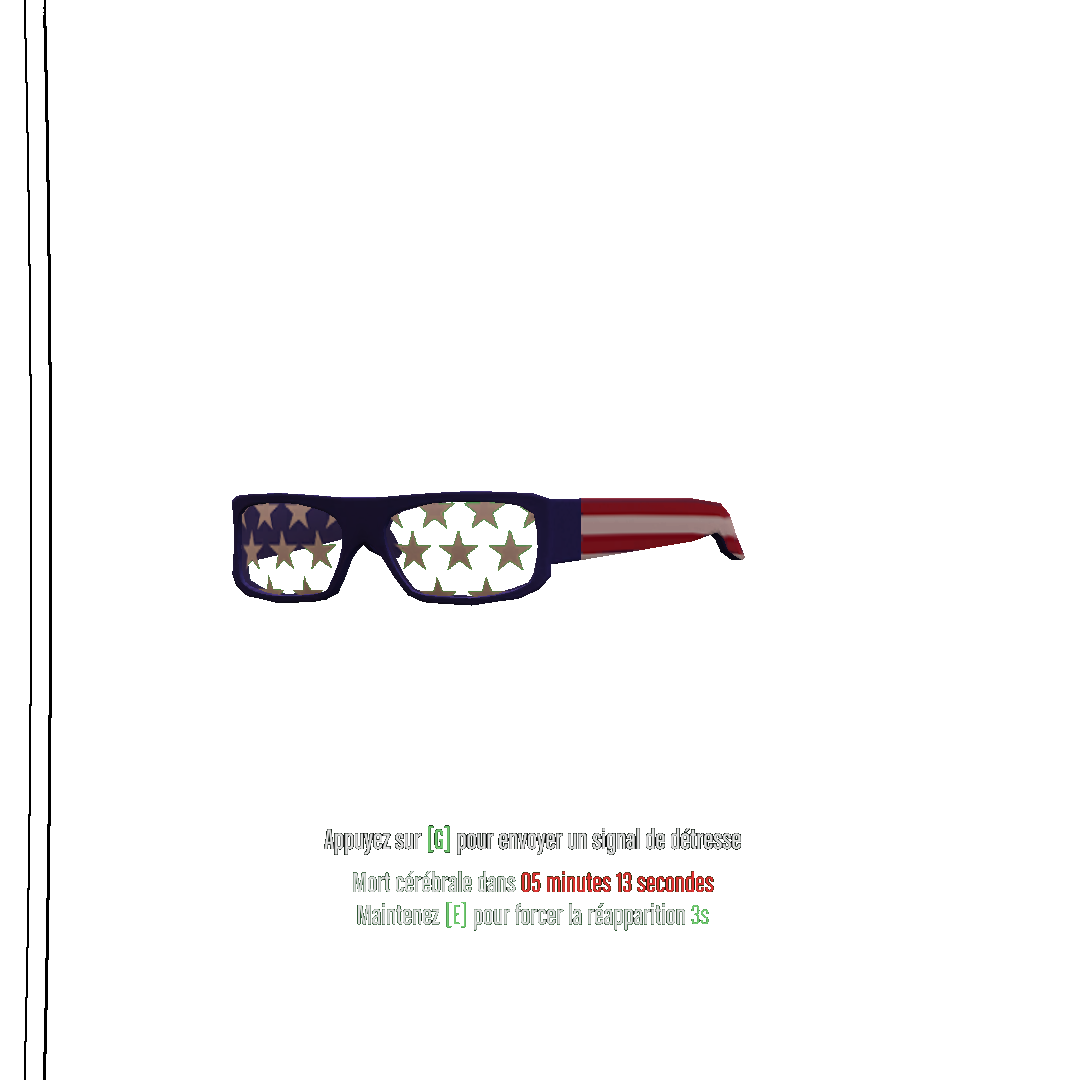 Appuyez sur [G] pour envoyer un signal de détresse
Mort cérébrale dans 05 minutes 13 secondes
Maintenez [E] pour forcer la réapparition 3s